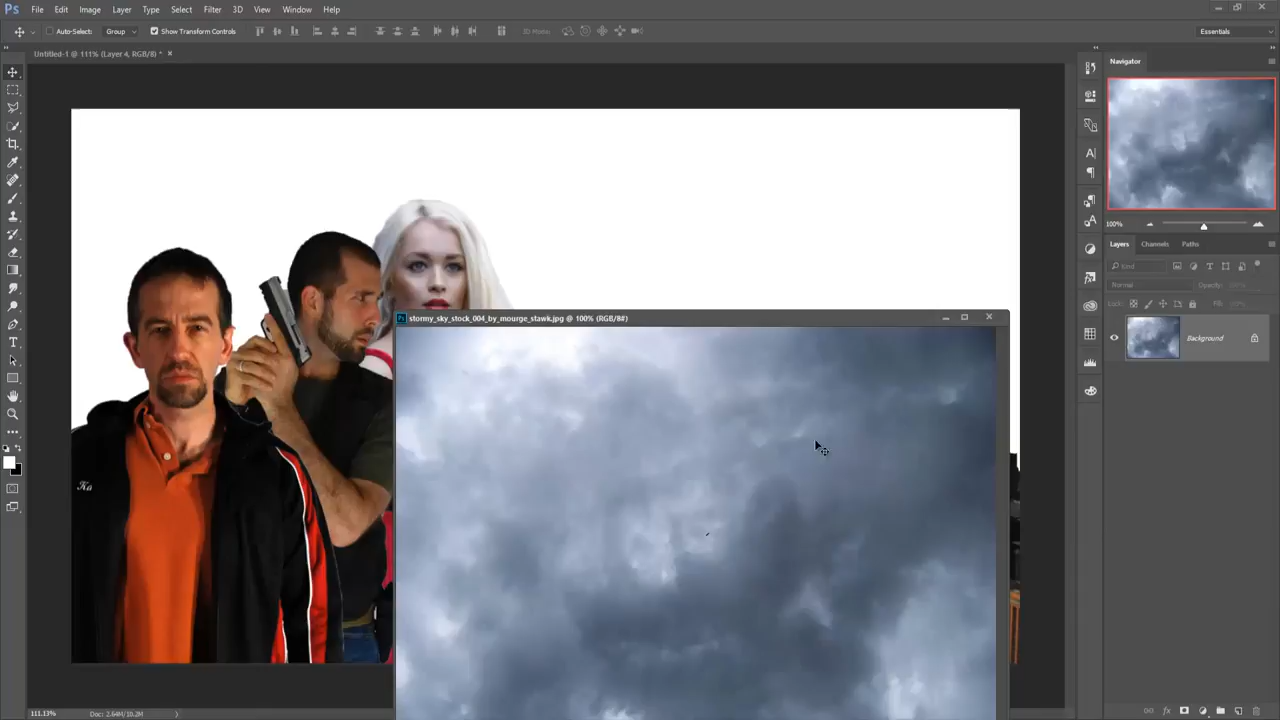 Ps File Edit Image Layer Type Select Filter 3D View Window Help
Auto-Select: Group Show Transform Controls 3D Mode: Essentials
Untitled-1 @ 111% (Layer 4, RGB/8) * ×
Navigator
stormy_sky_stock_004_by_mourge_stawk.jpg @ 100% (RGB/8#)
100%
Layers Channels Paths
Kind
Normal Opacity: 100%
Lock: Fill: 100%
Background
111.13% Doc: 2.64M/10.2M